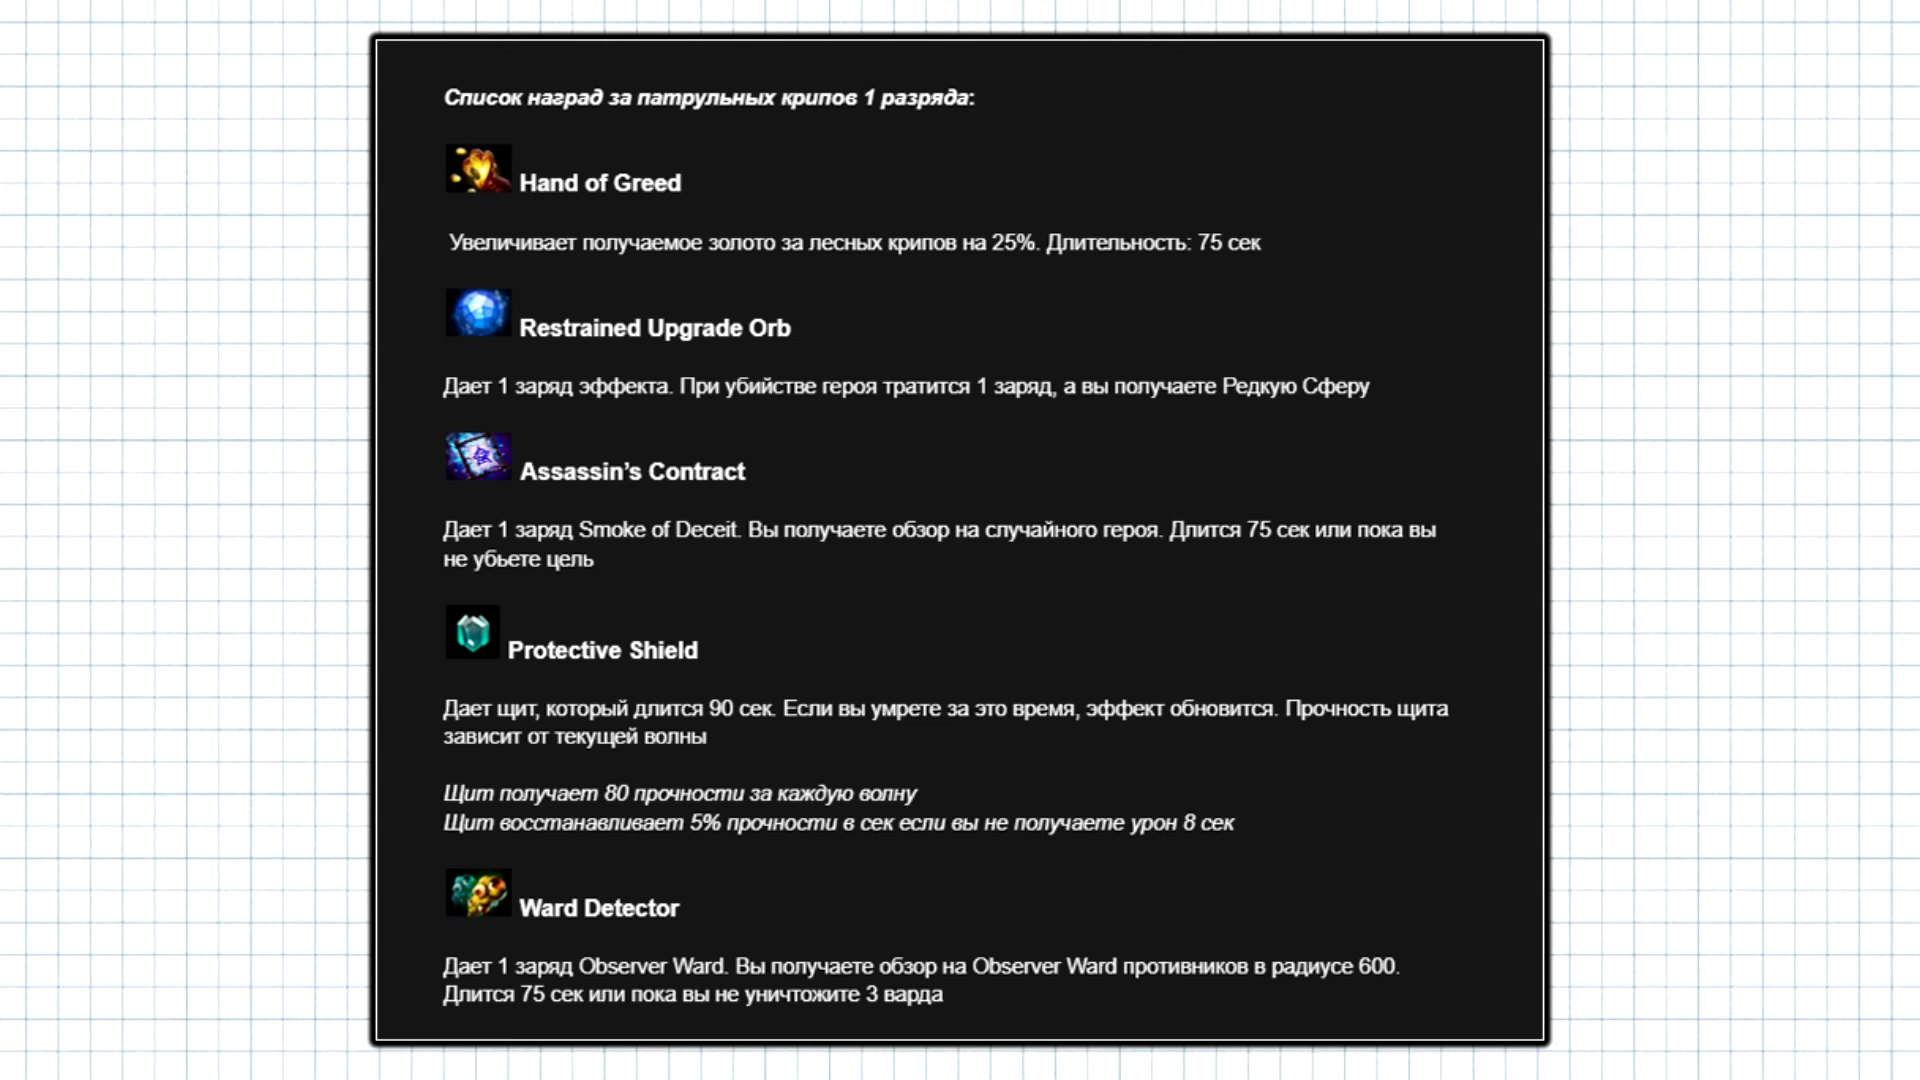 Список наград за патрульных крипов 1 разряда:
Hand of Greed
Увеличивает получаемое золото за лесных крипов на 25%. Длительность: 75 сек
Restrained Upgrade Orb
Дает 1 заряд эффекта. При убийстве героя тратится 1 заряд, а вы получаете Редкую Сферу
Assassin’s Contract
Дает 1 заряд Smoke of Deceit. Вы получаете обзор на случайного героя. Длится 75 сек или пока вы
не убьете цель
Protective Shield
Дает щит, который длится 90 сек. Если вы умрете за это время, эффект обновится. Прочность щита
зависит от текущей волны
Щит получает 80 прочности за каждую волну
Щит восстанавливает 5% прочности в сек если вы не получаете урон 8 сек
Ward Detector
Дает 1 заряд Observer Ward. Вы получаете обзор на Observer Ward противников в радиусе 600.
Длится 75 сек или пока вы не уничтожите 3 варда